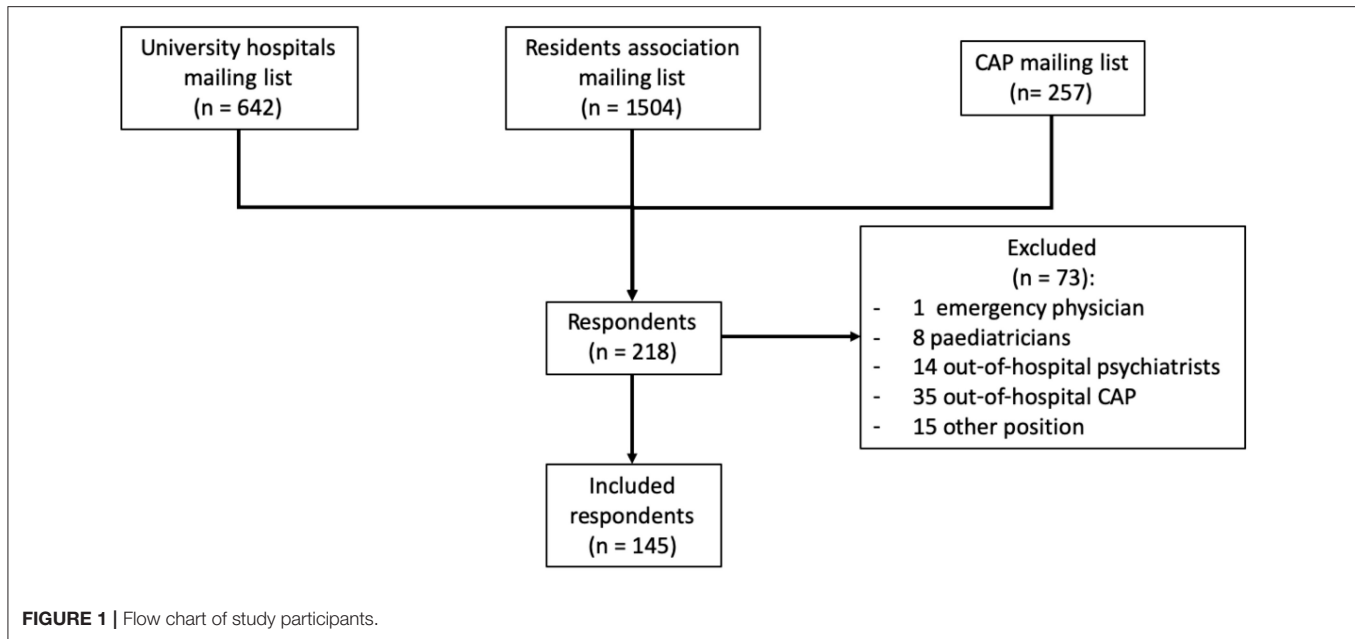 University hospitals
mailing list
(n = 642)
Residents association
mailing list
(n = 1504)
CAP mailing list
(n= 257)
Respondents
(n = 218)
Excluded
(n = 73):
- 1 emergency physician
- 8 paediatricians
- 14 out-of-hospital psychiatrists
- 35 out-of-hospital CAP
- 15 other position
Included
respondents
(n = 145)
FIGURE 1 | Flow chart of study participants.